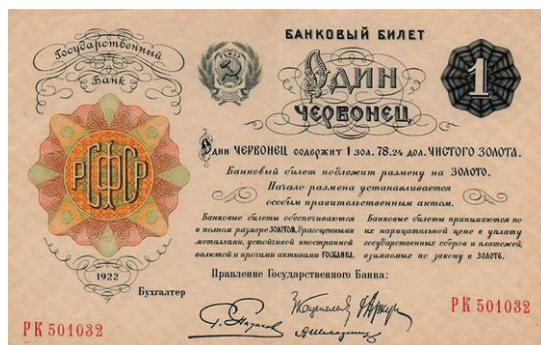 Государственный
Банк
РСФСР
1922
БАНКОВЫЙ БИЛЕТ
1
Один
ЧЕРВОНЕЦ
Один ЧЕРВОНЕЦ содержит 1 зол. 78.24 дол. ЧИСТОГО ЗОЛОТА.
Банковый билет подлежит размену на ЗОЛОТО.
Начало размена устанавливается
особым правительственным актом.
Банковые билеты обеспечиваются
в полном размере ЗОЛОТОМ, драгоценными
металлами, устойчивой иностранной
валютой и прочими активами ГОСБАНКА.
Банковые билеты принимаются по
их нарицательной цене в уплату
государственных сборов и платежей,
взимаемых по закону в ЗОЛОТЕ.
Правление Государственного Банка:
Бухгалтер
РК 501032
РК 501032